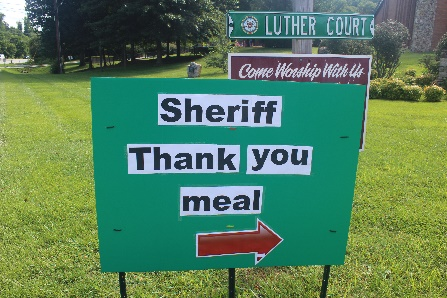 LUTHER COURT
Come Worship With Us
Sheriff
Thank you
meal